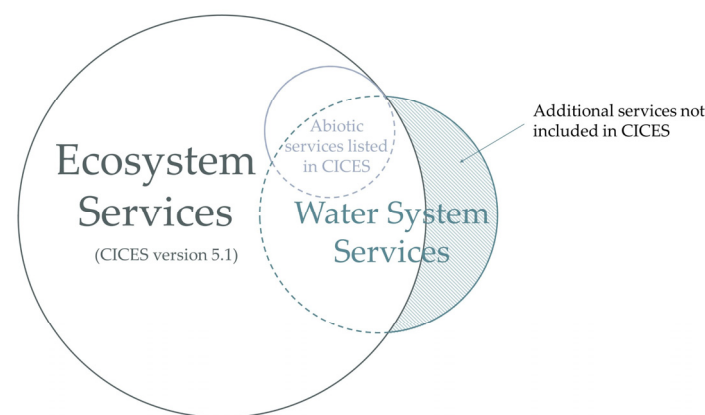 Ecosystem
Services
(CICES version 5.1)
Abiotic
services listed
in CICES
Water System
Services
Additional services not
included in CICES